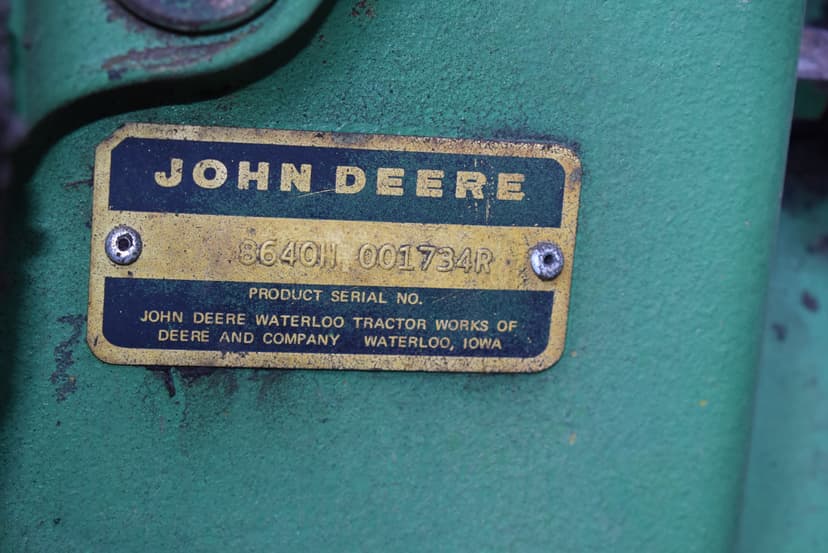 JOHN DEERE
8640H 001734R
PRODUCT SERIAL NO.
JOHN DEERE WATERLOO TRACTOR WORKS OF
DEERE AND COMPANY WATERLOO, IOWA